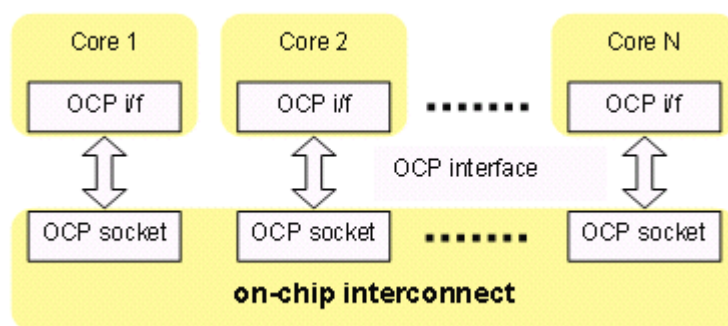 Core 1
Core 2
Core N
OCP i/f
OCP i/f
OCP i/f
OCP interface
OCP socket
OCP socket
OCP socket
on-chip interconnect